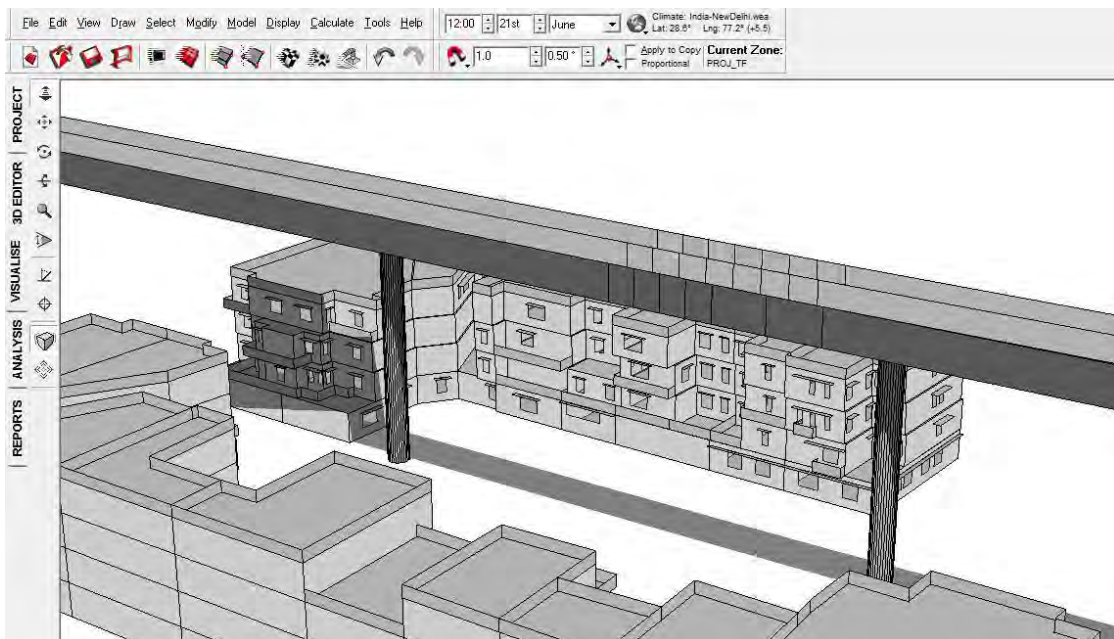 File Edit View Draw Select Modify Model Display Calculate Tools Help
12:00 21st June
Climate: India-NewDelhi.wea
Lat: 28.6° Lng: 77.2° (+5.5)
1.0 0.50 °
Apply to Copy
Proportional
Current Zone:
PROJ_TF
PROJECT
3D EDITOR
VISUALISE
ANALYSIS
REPORTS